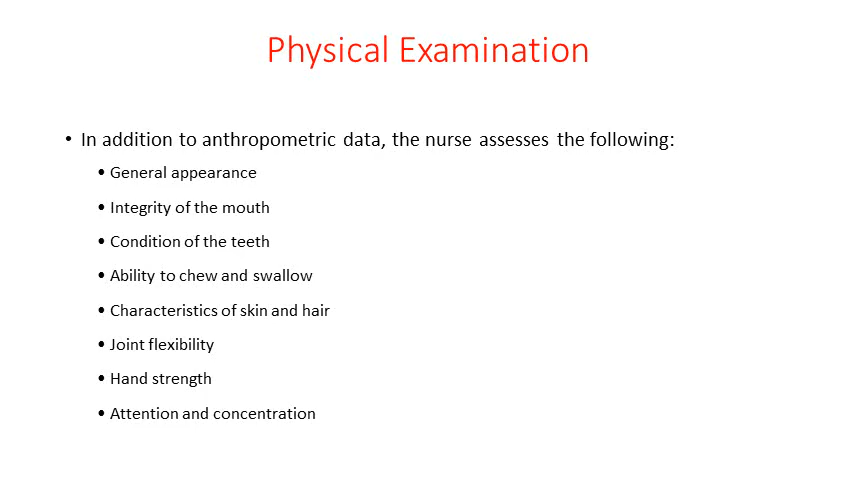 Physical Examination
• In addition to anthropometric data, the nurse assesses the following:
• General appearance
• Integrity of the mouth
• Condition of the teeth
• Ability to chew and swallow
• Characteristics of skin and hair
• Joint flexibility
• Hand strength
• Attention and concentration